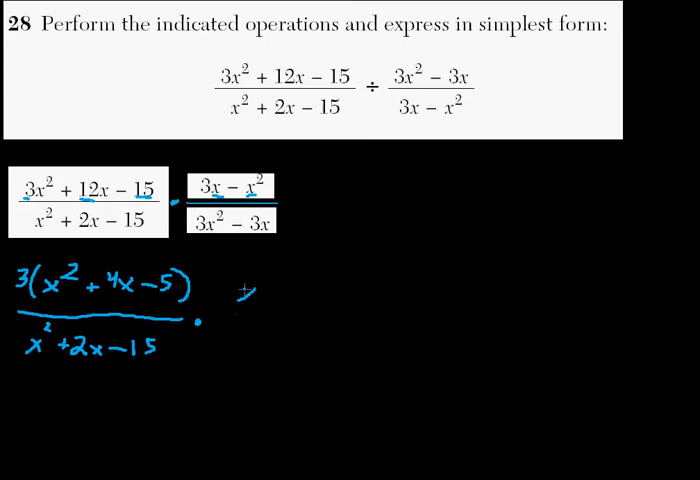 28 Perform the indicated operations and express in simplest form:
3x² + 12x − 15 / x² + 2x − 15 ÷ 3x² − 3x / 3x − x²
3x² + 12x − 15 / x² + 2x − 15 · 3x − x² / 3x² − 3x
3(x² + 4x − 5) / x² + 2x − 15 ·